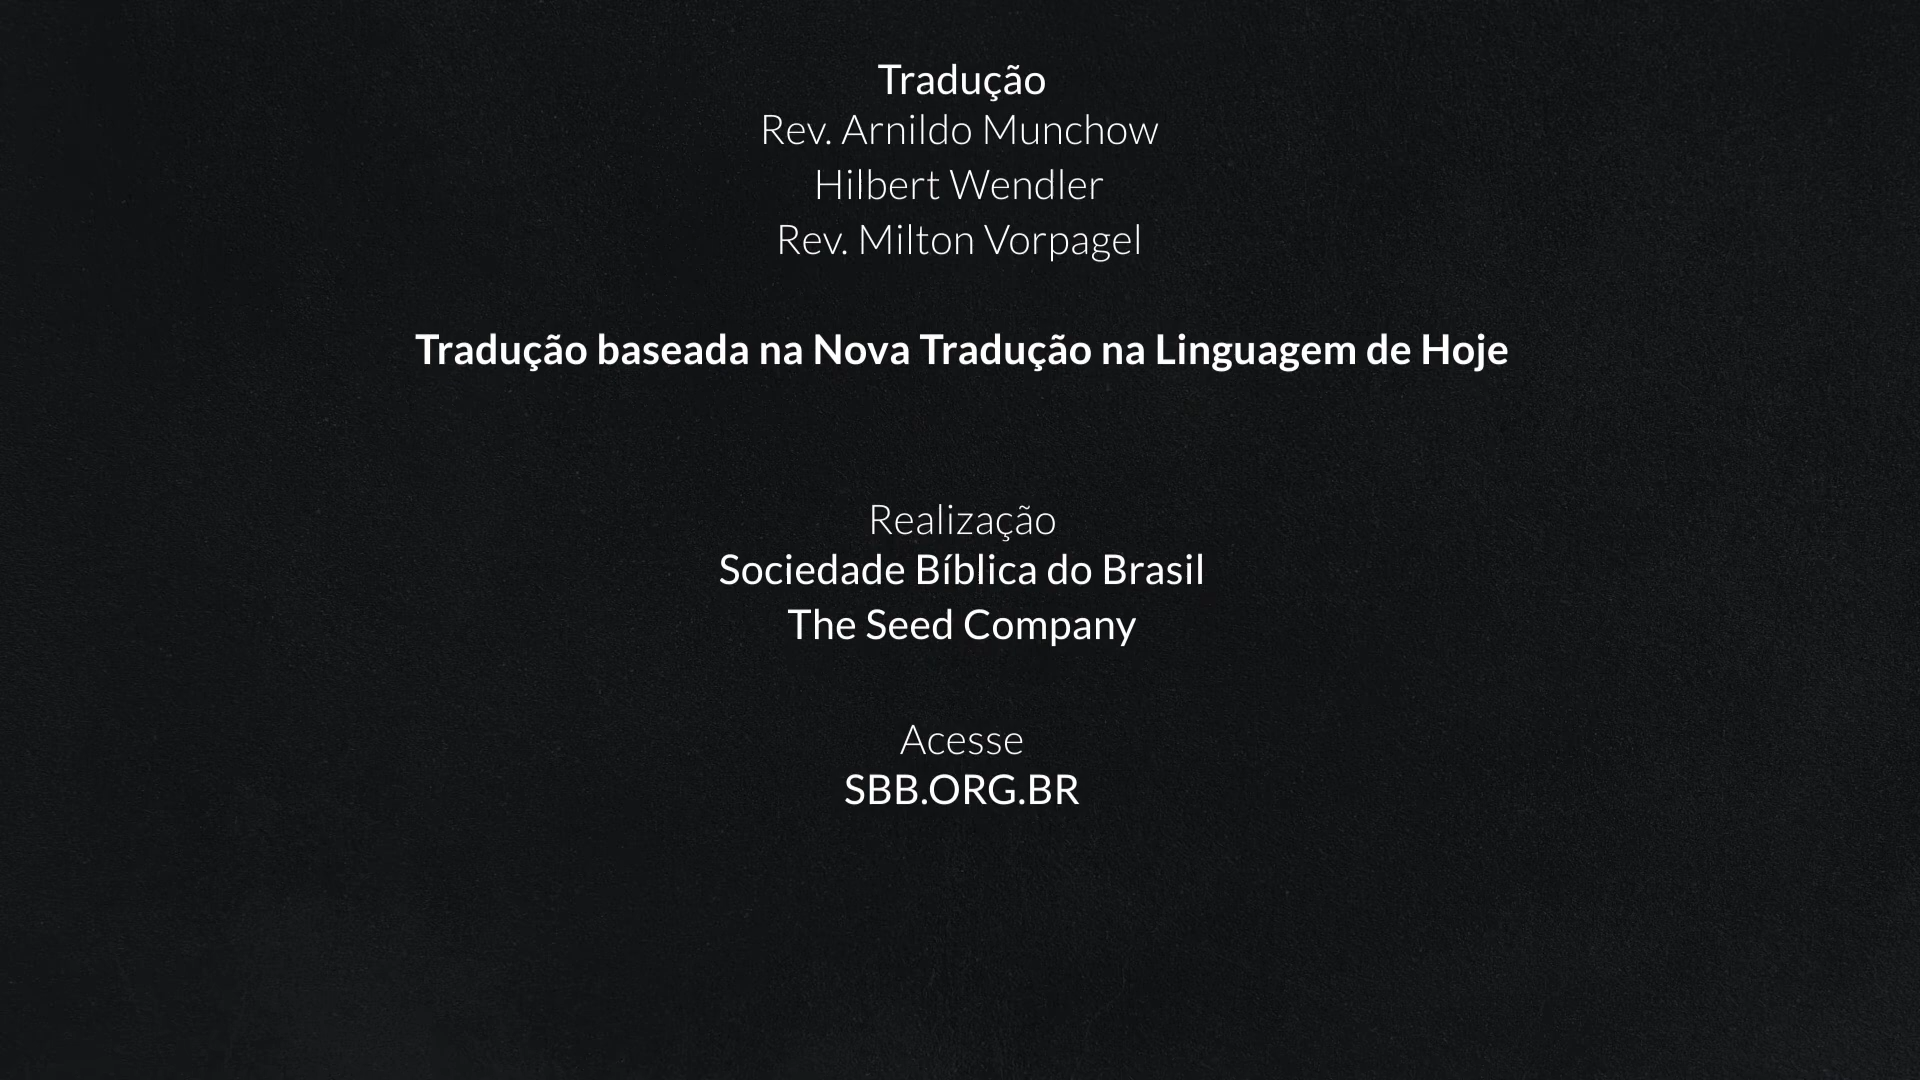 Tradução
Rev. Arnildo Munchow
Hilbert Wendler
Rev. Milton Vorpagel
Tradução baseada na Nova Tradução na Linguagem de Hoje
Realização
Sociedade Bíblica do Brasil
The Seed Company
Acesse
SBB.ORG.BR